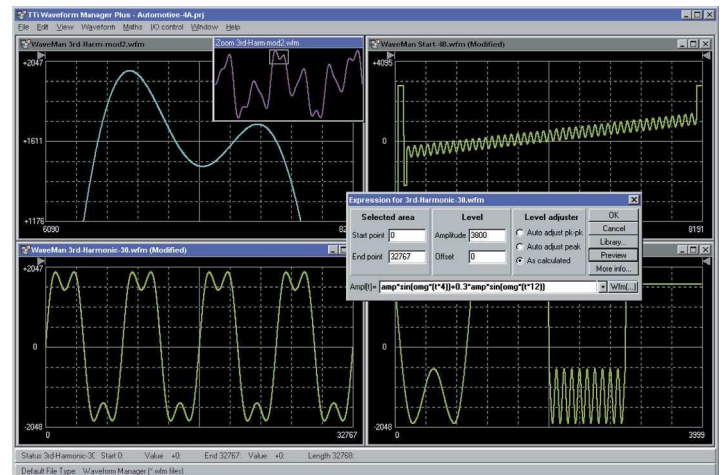 TTi Waveform Manager Plus - Automotive-4A.prj
File Edit View Waveform Maths I/O control Window Help
WaveMan 3rd-Harm-mod2.wfm
+2047
+1611
+1176
6090
Zoom 3rd-Harm-mod2.wfm
WaveMan Start-4B.wfm (Modified)
+4095
0
8191
Expression for 3rd-Harmonic-30.wfm
Selected area
Start point 0
End point 32767
Level
Amplitude 3800
Offset 0
Level adjuster
Auto adjust pk-pk
Auto adjust peak
As calculated
OK
Cancel
Library...
Preview
More info...
Ampl(t)= amp*sin(omg*(t*4))+0.3*amp*sin(omg*(t*12))
Wfm(...)
WaveMan 3rd-Harmonic-30.wfm (Modified)
+2047
0
-2048
0
32767
0
-2048
0
3999
Status 3rd-Harmonic-3( Start 0: Value +0: End 32767: Value +0: Length 32768:
Default File Type: Waveform Manager (*.wfm files)